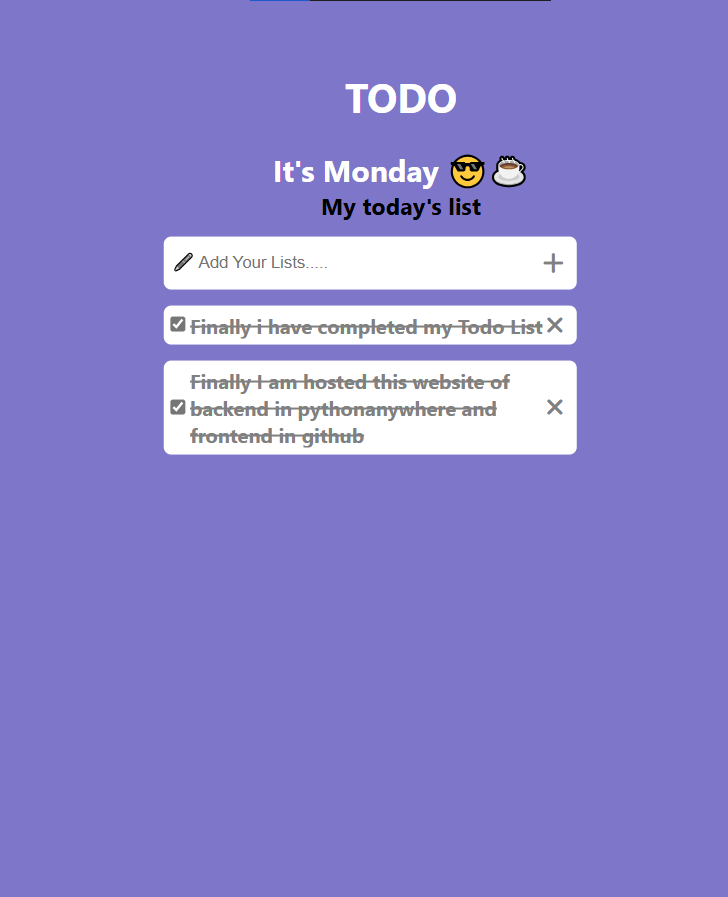 TODO
It's Monday 😎☕
My today's list
Add Your Lists.....
Finally i have completed my Todo List
Finally I am hosted this website of
backend in pythonanywhere and
frontend in github